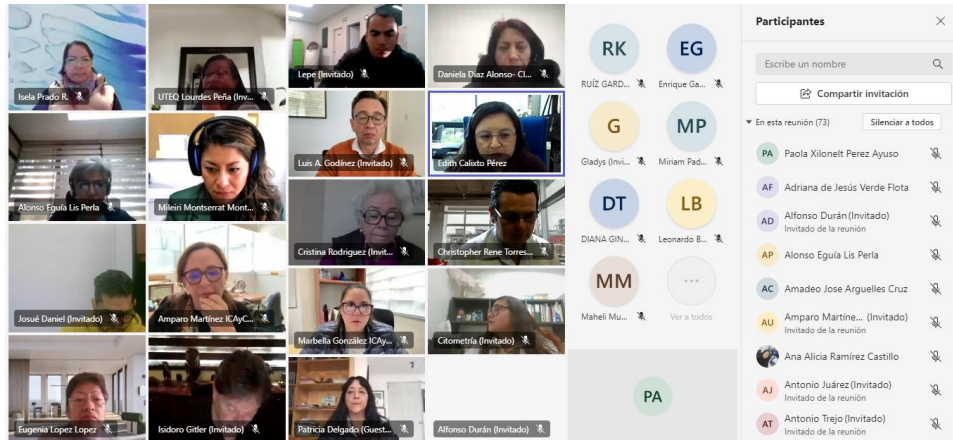 Isela Prado R.
UTEQ Lourdes Peña (Inv...
Lepe (Invitado)
Daniela Díaz Alonso- CI...
Alonso Eguía Lis Perla
Mileiri Montserrat Mont...
Luis A. Godínez (Invitado)
Edith Calixto Pérez
Cristina Rodriguez (Invit...
Christopher Rene Torres...
Josué Daniel (Invitado)
Amparo Martínez ICAyC...
Marbella González ICAy...
Citometría (Invitado)
Eugenia Lopez Lopez
Isidoro Gitler (Invitado)
Patricia Delgado (Guest...
Alfonso Durán (Invitado)
RK
EG
RUÍZ GARD...
Enrique Ga...
G
MP
Gladys (Invi...
Miriam Pad...
DT
LB
DIANA GIN...
Leonardo B...
MM
...
Maheli Mu...
Ver a todos
PA
Participantes
Escribe un nombre
Compartir invitación
En esta reunión (73)
Silenciar a todos
PA
Paola Xilonelt Perez Ayuso
AF
Adriana de Jesús Verde Flota
AD
Alfonso Durán (Invitado)
Invitado de la reunión
AP
Alonso Eguía Lis Perla
AC
Amadeo Jose Arguelles Cruz
AU
Amparo Martíne... (Invitado)
Invitado de la reunión
Ana Alicia Ramírez Castillo
AJ
Antonio Juárez (Invitado)
Invitado de la reunión
AT
Antonio Trejo (Invitado)
Invitado de la reunión